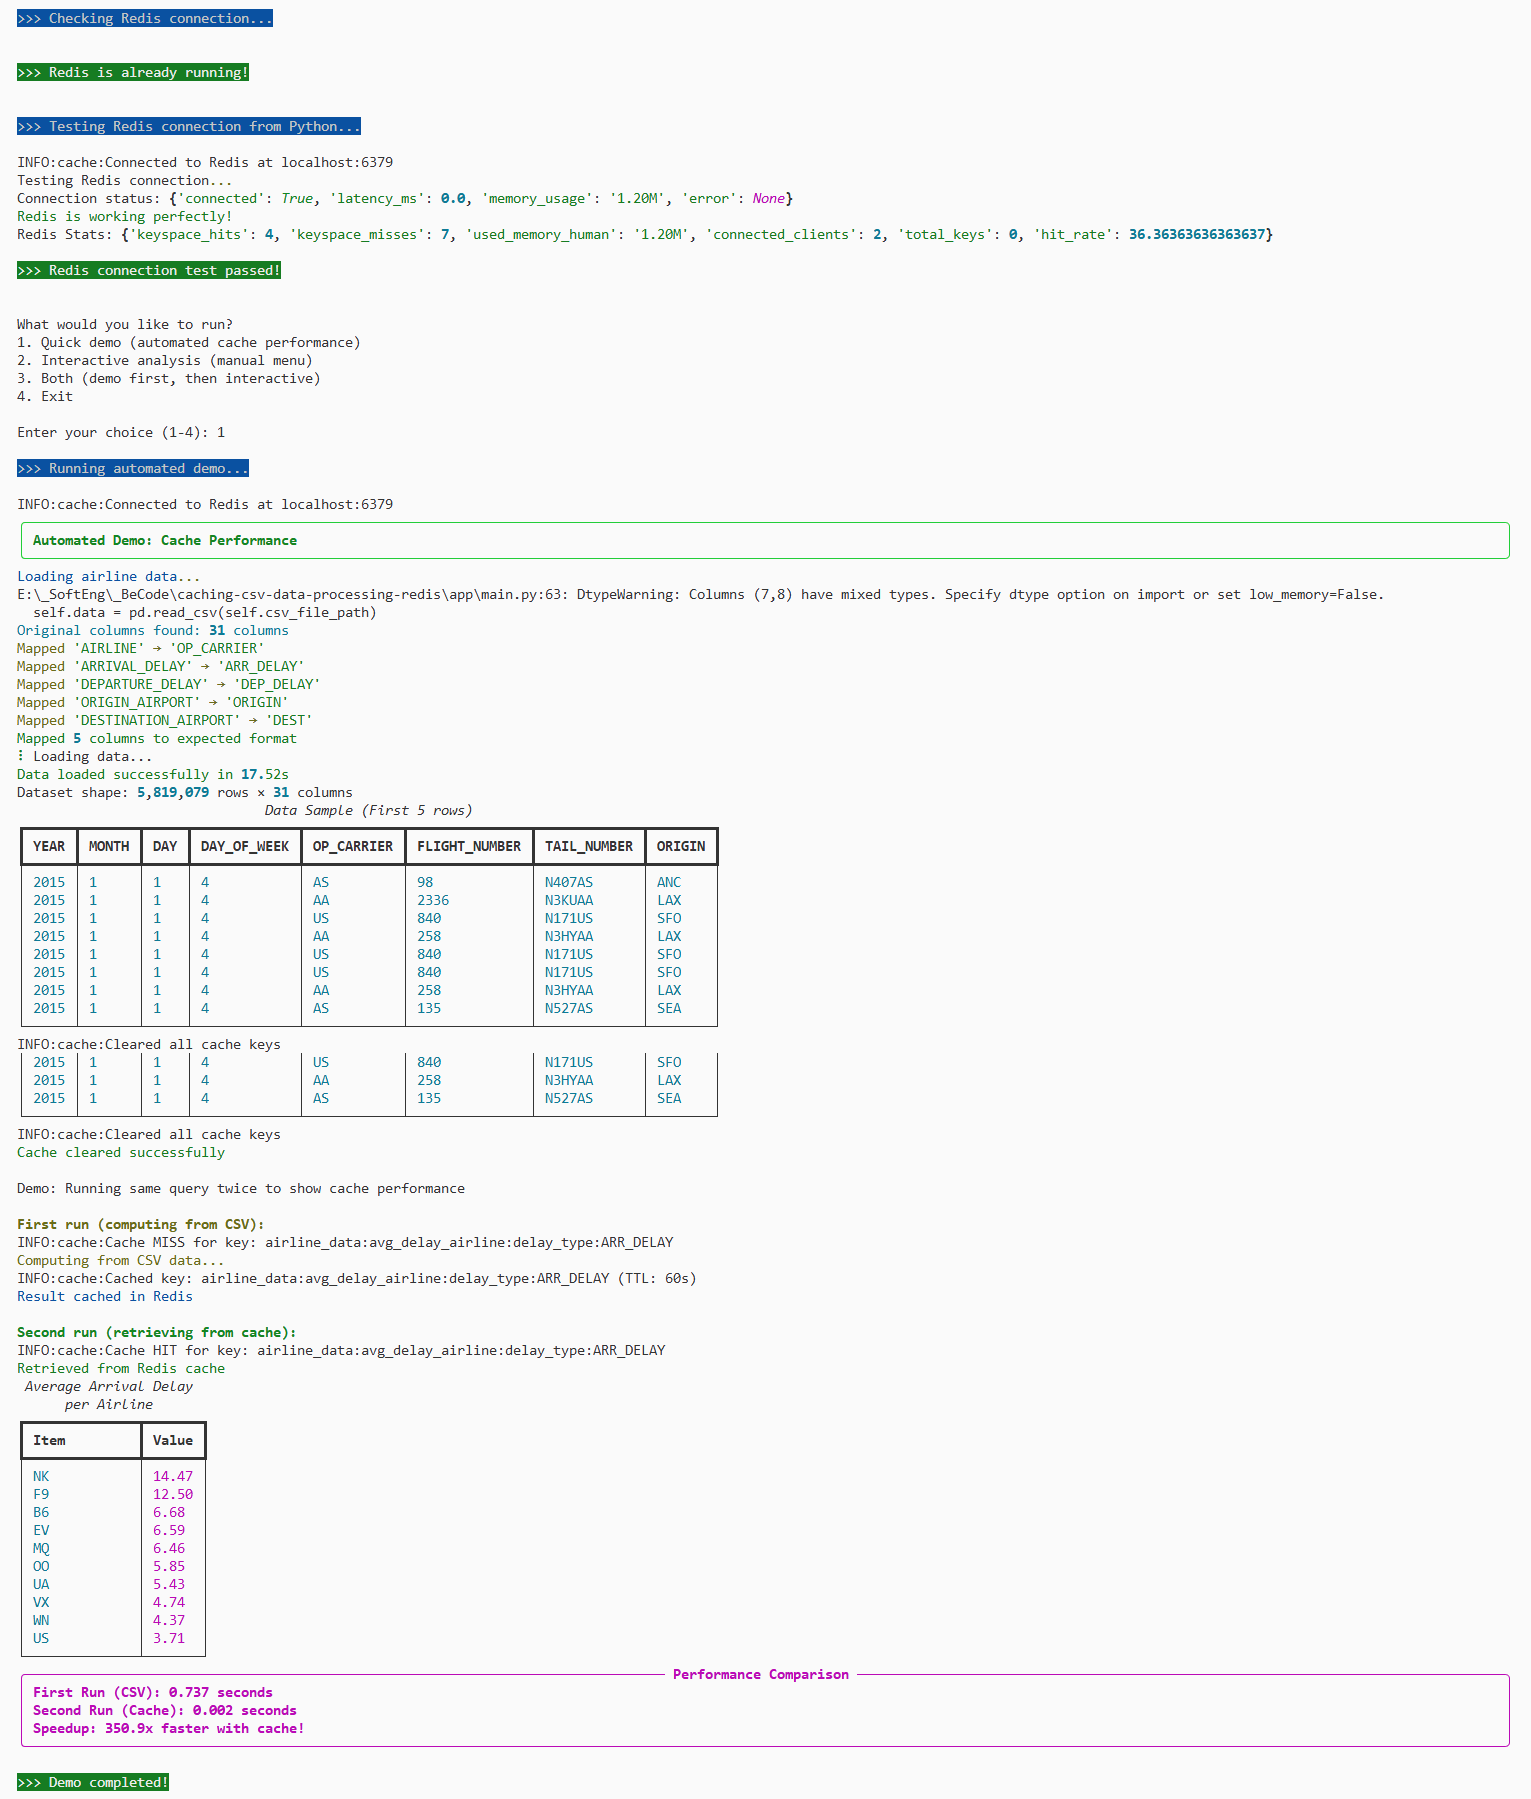 >>> Checking Redis connection...
>>> Redis is already running!
>>> Testing Redis connection from Python...
INFO:cache:Connected to Redis at localhost:6379
Testing Redis connection...
Connection status: {'connected': True, 'latency_ms': 0.0, 'memory_usage': '1.20M', 'error': None}
Redis is working perfectly!
Redis Stats: {'keyspace_hits': 4, 'keyspace_misses': 7, 'used_memory_human': '1.20M', 'connected_clients': 2, 'total_keys': 0, 'hit_rate': 36.36363636363637}
>>> Redis connection test passed!
What would you like to run?
1. Quick demo (automated cache performance)
2. Interactive analysis (manual menu)
3. Both (demo first, then interactive)
4. Exit
Enter your choice (1-4): 1
>>> Running automated demo...
INFO:cache:Connected to Redis at localhost:6379
Automated Demo: Cache Performance
Loading airline data...
E:\_SoftEng\_BeCode\caching-csv-data-processing-redis\app\main.py:63: DtypeWarning: Columns (7,8) have mixed types. Specify dtype option on import or set low_memory=False.
self.data = pd.read_csv(self.csv_file_path)
Original columns found: 31 columns
Mapped 'AIRLINE' → 'OP_CARRIER'
Mapped 'ARRIVAL_DELAY' → 'ARR_DELAY'
Mapped 'DEPARTURE_DELAY' → 'DEP_DELAY'
Mapped 'ORIGIN_AIRPORT' → 'ORIGIN'
Mapped 'DESTINATION_AIRPORT' → 'DEST'
Mapped 5 columns to expected format
⠇ Loading data...
Data loaded successfully in 17.52s
Dataset shape: 5,819,079 rows × 31 columns
Data Sample (First 5 rows)
YEAR MONTH DAY DAY_OF_WEEK OP_CARRIER FLIGHT_NUMBER TAIL_NUMBER ORIGIN
2015 1 1 4 AS 98 N407AS ANC
2015 1 1 4 AA 2336 N3KUAA LAX
2015 1 1 4 US 840 N171US SFO
2015 1 1 4 AA 258 N3HYAA LAX
2015 1 1 4 US 840 N171US SFO
2015 1 1 4 US 840 N171US SFO
2015 1 1 4 AA 258 N3HYAA LAX
2015 1 1 4 AS 135 N527AS SEA
INFO:cache:Cleared all cache keys
2015 1 1 4 US 840 N171US SFO
2015 1 1 4 AA 258 N3HYAA LAX
2015 1 1 4 AS 135 N527AS SEA
INFO:cache:Cleared all cache keys
Cache cleared successfully
Demo: Running same query twice to show cache performance
First run (computing from CSV):
INFO:cache:Cache MISS for key: airline_data:avg_delay_airline:delay_type:ARR_DELAY
Computing from CSV data...
INFO:cache:Cached key: airline_data:avg_delay_airline:delay_type:ARR_DELAY (TTL: 60s)
Result cached in Redis
Second run (retrieving from cache):
INFO:cache:Cache HIT for key: airline_data:avg_delay_airline:delay_type:ARR_DELAY
Retrieved from Redis cache
Average Arrival Delay
per Airline
Item Value
NK 14.47
F9 12.50
B6 6.68
EV 6.59
MQ 6.46
OO 5.85
UA 5.43
VX 4.74
WN 4.37
US 3.71
Performance Comparison
First Run (CSV): 0.737 seconds
Second Run (Cache): 0.002 seconds
Speedup: 350.9x faster with cache!
>>> Demo completed!